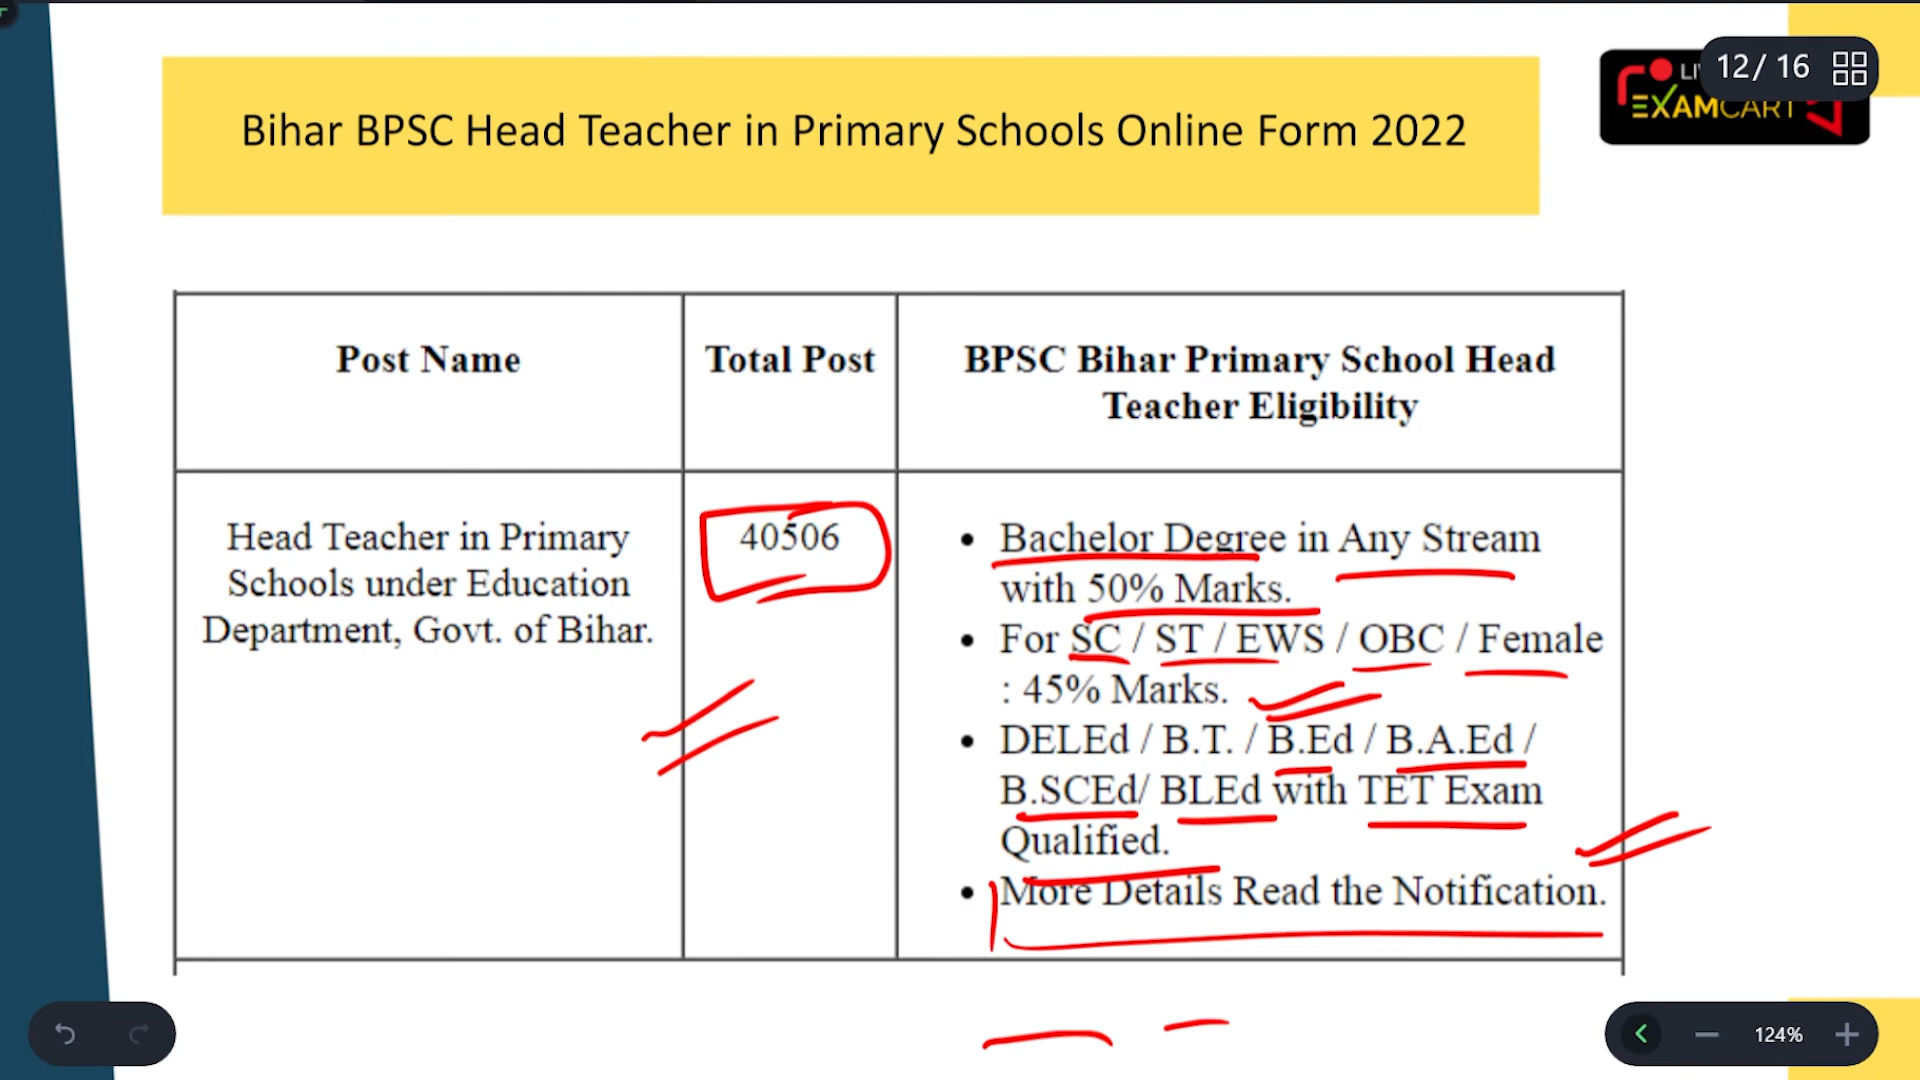 Bihar BPSC Head Teacher in Primary Schools Online Form 2022
12/ 16
EXAMCART
Post Name
Total Post
BPSC Bihar Primary School Head
Teacher Eligibility
Head Teacher in Primary
Schools under Education
Department, Govt. of Bihar.
40506
• Bachelor Degree in Any Stream
with 50% Marks.
• For SC / ST / EWS / OBC / Female
: 45% Marks.
• DELEd / B.T. / B.Ed / B.A.Ed /
B.SCEd/ BLEd with TET Exam
Qualified.
• More Details Read the Notification.
124%